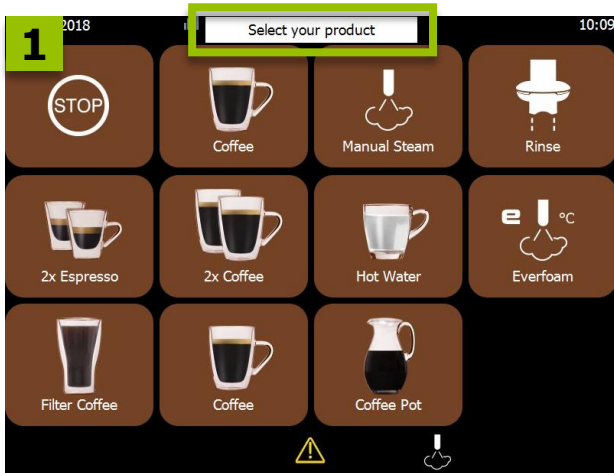 1
2018
Select your product
10:09
STOP
Coffee
Manual Steam
Rinse
e °C
2x Espresso
2x Coffee
Hot Water
Everfoam
Filter Coffee
Coffee
Coffee Pot